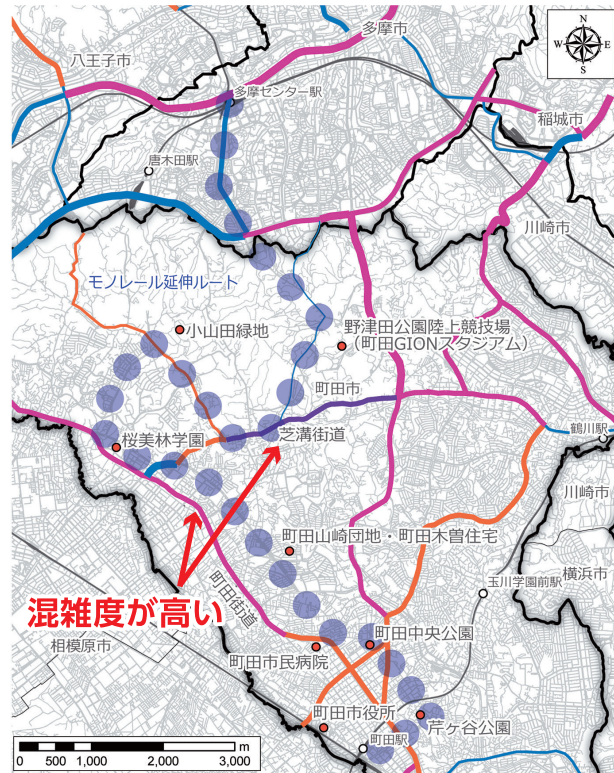 N
W
E
S
多摩市
八王子市
多摩センター駅
稲城市
唐木田駅
川崎市
モノレール延伸ルート
小山田緑地
野津田公園陸上競技場
（町田GIONスタジアム）
町田市
芝溝街道
鶴川駅
桜美林学園
川崎市
町田山崎団地・町田木曽住宅
横浜市
玉川学園前駅
混雑度が高い
町田街道
相模原市
町田中央公園
町田市民病院
町田市役所
芹ヶ谷公園
町田駅
m
0 500 1,000 2,000 3,000